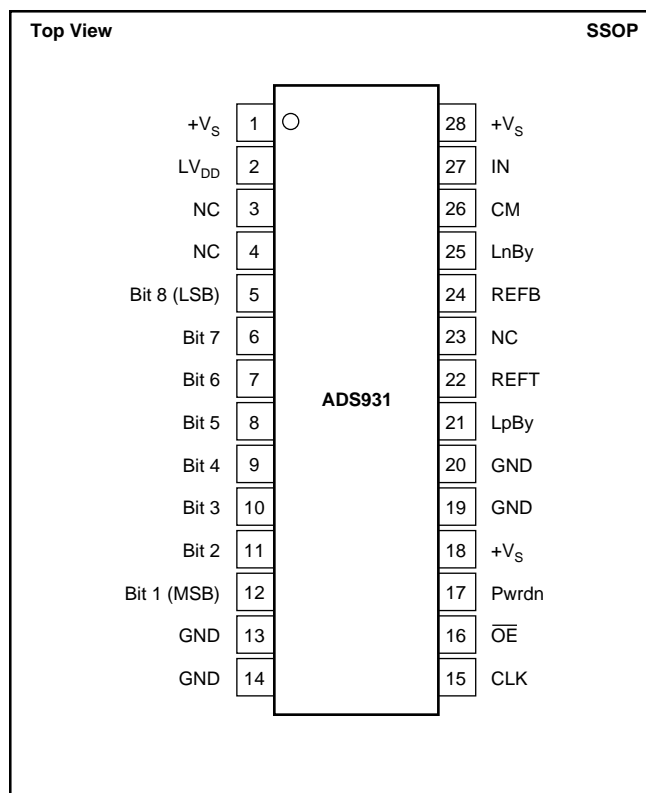 Top View SSOP
+VS 1 28 +VS
LVDD 2 27 IN
NC 3 26 CM
NC 4 25 LnBy
Bit 8 (LSB) 5 24 REFB
Bit 7 6 23 NC
Bit 6 7 22 REFT
ADS931
Bit 5 8 21 LpBy
Bit 4 9 20 GND
Bit 3 10 19 GND
Bit 2 11 18 +VS
Bit 1 (MSB) 12 17 Pwrdn
GND 13 16 O̅E̅
GND 14 15 CLK